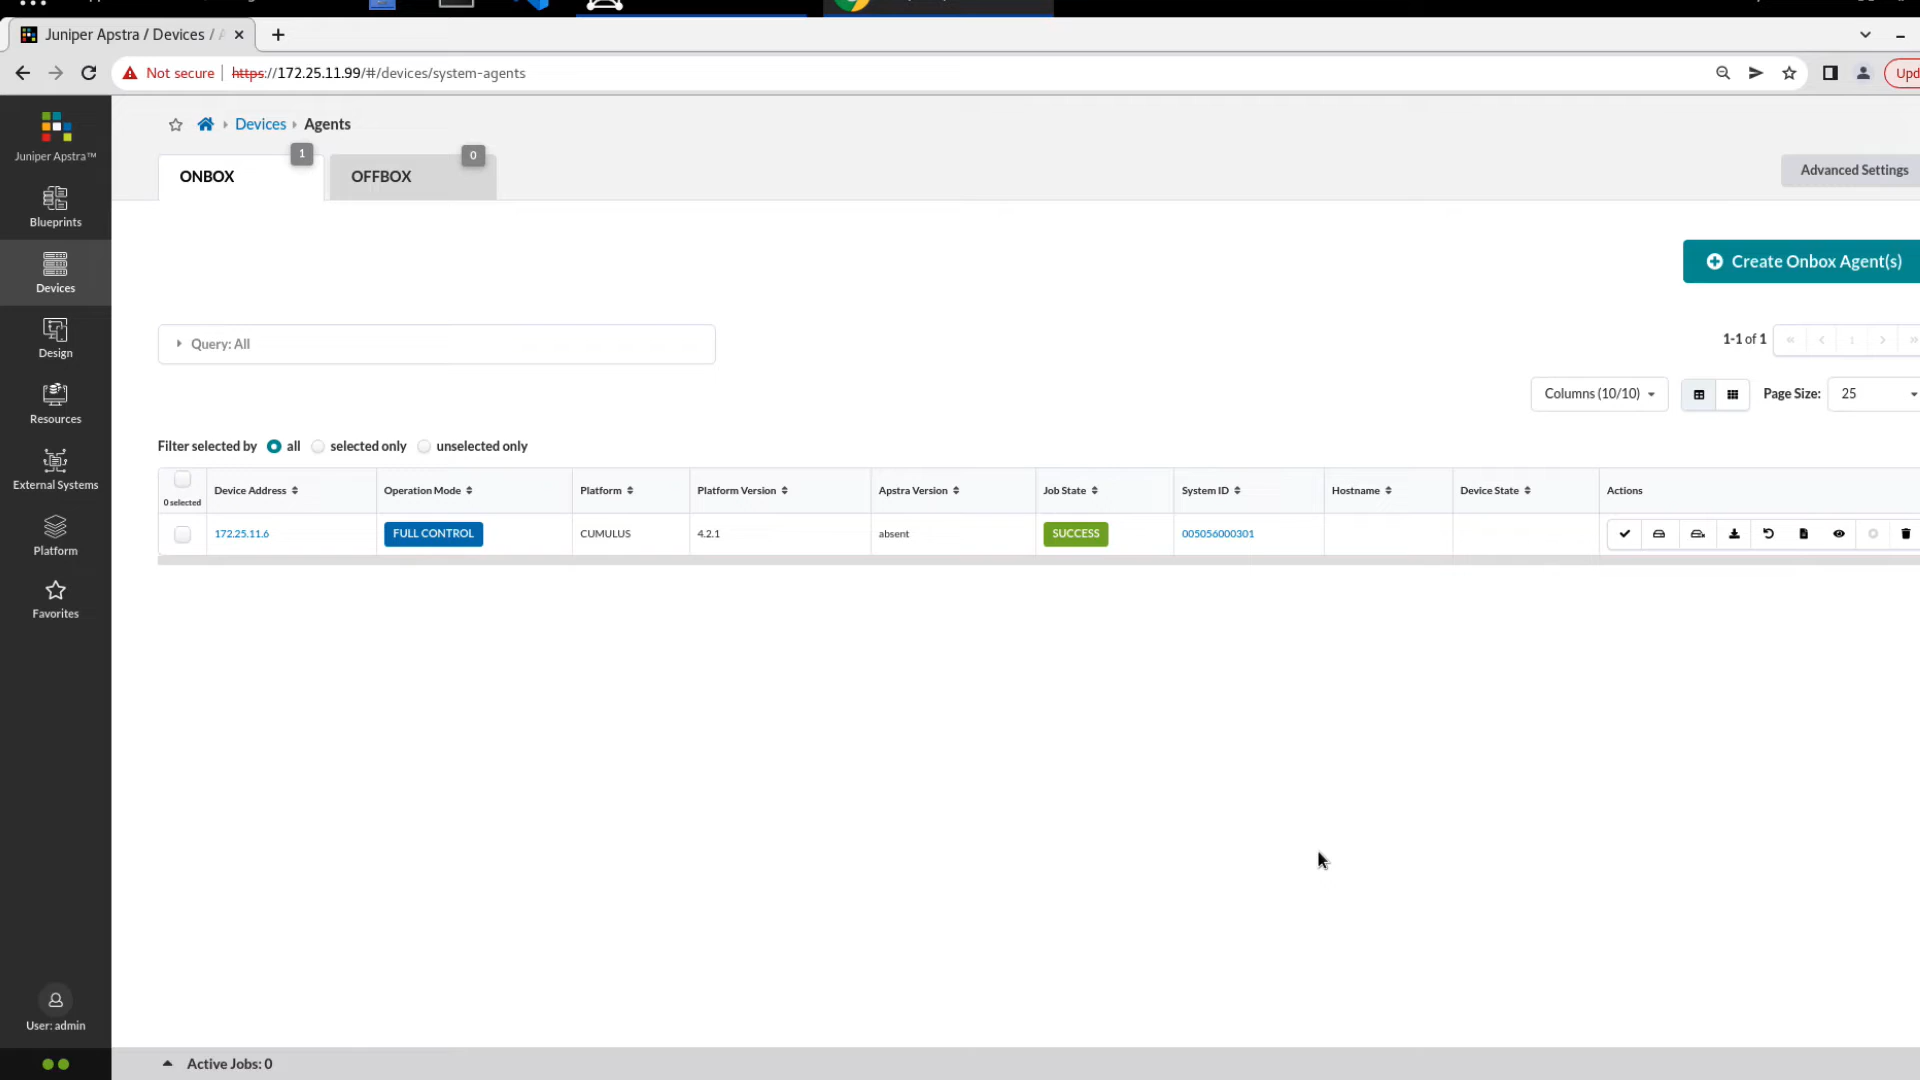 Juniper Apstra / Devices / A
Not secure https://172.25.11.99/#/devices/system-agents
Upd
Juniper Apstra™
Blueprints
Devices
Design
Resources
External Systems
Platform
Favorites
User: admin
Devices Agents
ONBOX 1
OFFBOX 0
Advanced Settings
Create Onbox Agent(s)
Query: All
1-1 of 1
« ‹ 1 › »
Columns (10/10)
Page Size: 25
Filter selected by all selected only unselected only
0 selected Device Address Operation Mode Platform Platform Version Apstra Version Job State System ID Hostname Device State Actions
172.25.11.6 FULL CONTROL CUMULUS 4.2.1 absent SUCCESS 005056000301
Active Jobs: 0